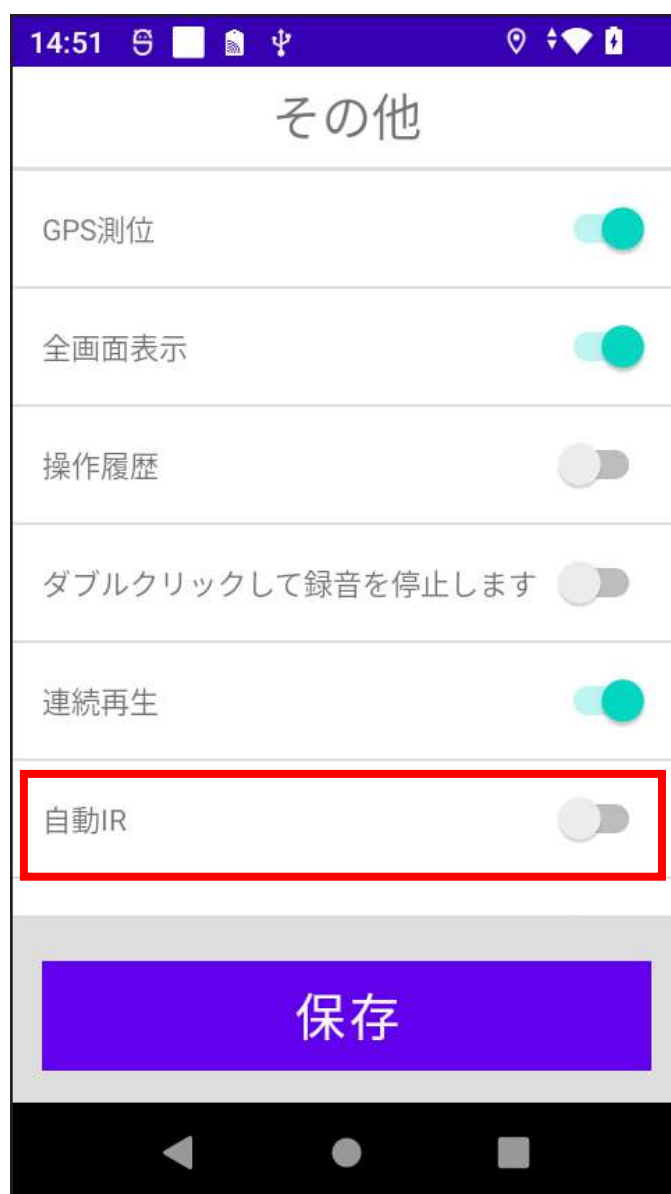 14:51
その他
GPS測位
全画面表示
操作履歴
ダブルクリックして録音を停止します
連続再生
自動IR
保存